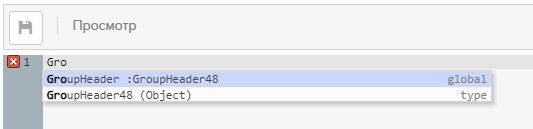 Просмотр
1 Gro
GroupHeader :GroupHeader48 global
GroupHeader48 (Object) type